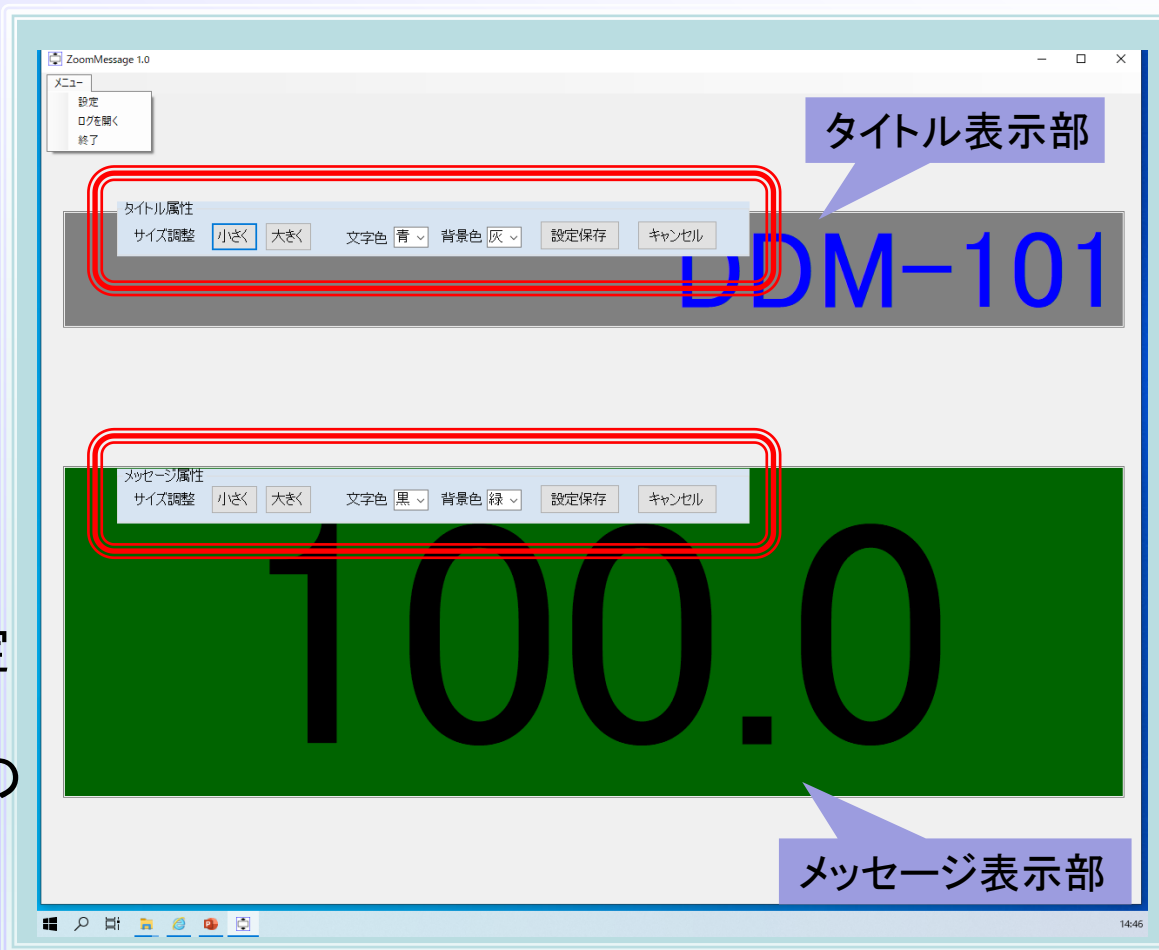 ZoomMessage 1.0
メニュー
設定
ログを開く
終了
タイトル表示部
タイトル属性
サイズ調整 小さく 大きく 文字色 青 背景色 灰 設定保存 キャンセル
DDM-101
メッセージ属性
サイズ調整 小さく 大きく 文字色 黒 背景色 緑 設定保存 キャンセル
100.0
の
メッセージ表示部
14:46